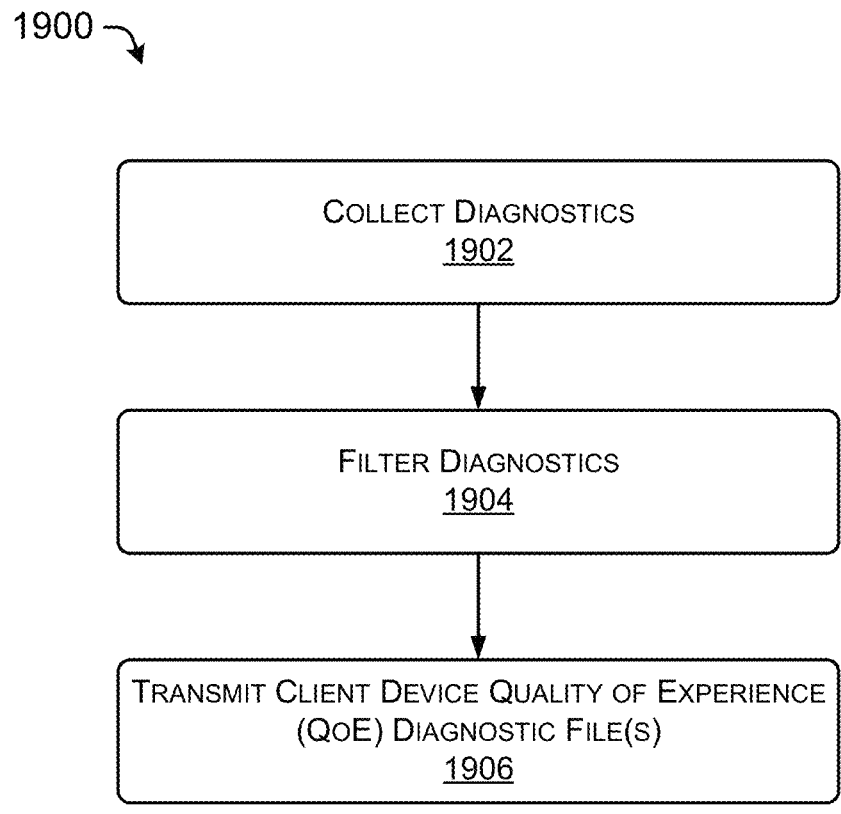 1900
COLLECT DIAGNOSTICS
1902
FILTER DIAGNOSTICS
1904
TRANSMIT CLIENT DEVICE QUALITY OF EXPERIENCE
(QOE) DIAGNOSTIC FILE(S)
1906